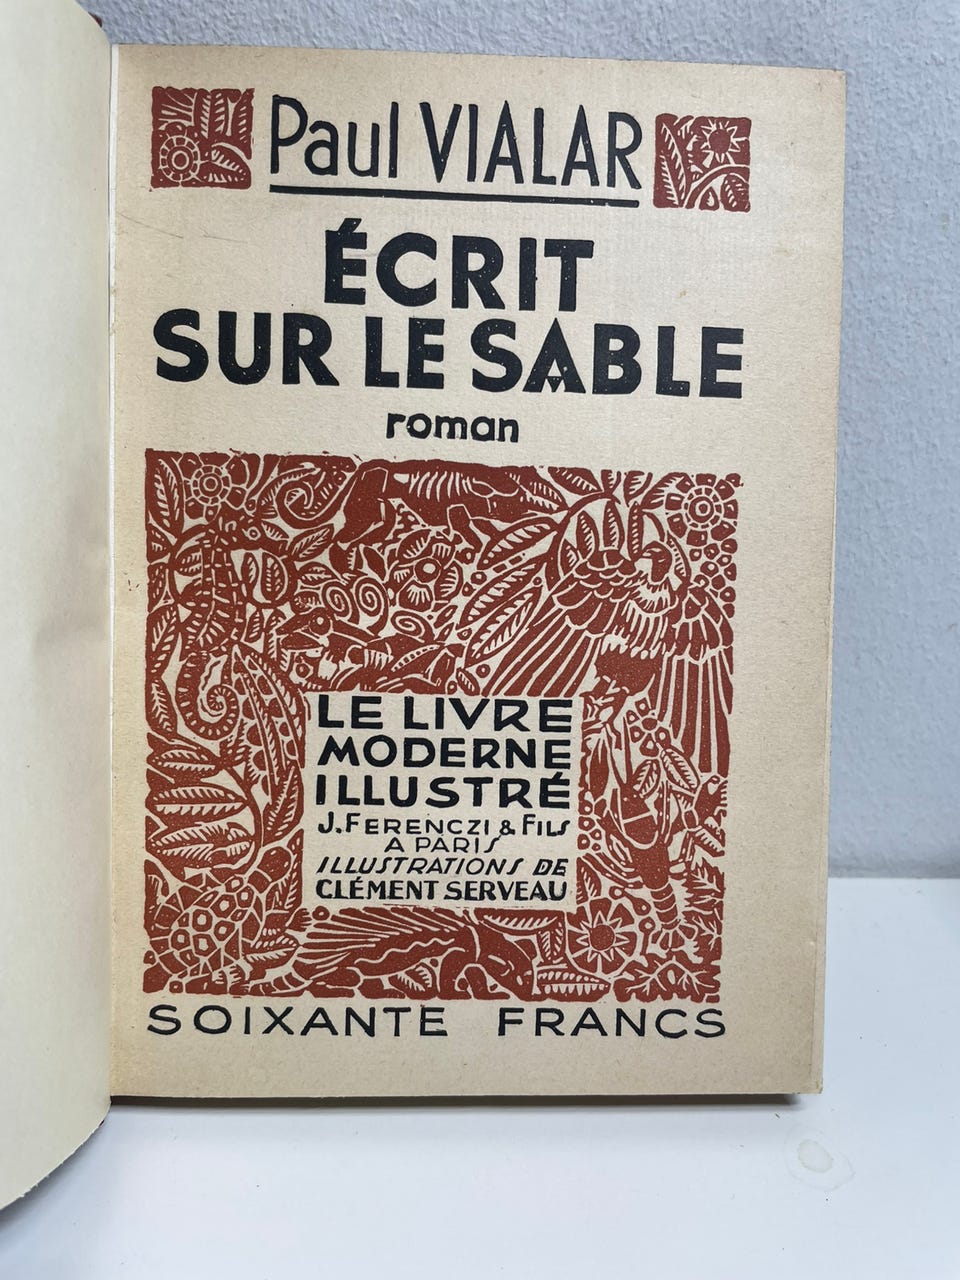 Paul VIALAR
ÉCRIT
SUR LE SABLE
roman
LE LIVRE
MODERNE
ILLUSTRÉ
J. FERENCZI & FILS
A PARIS
ILLUSTRATIONS DE
CLÉMENT SERVEAU
SOIXANTE FRANCS